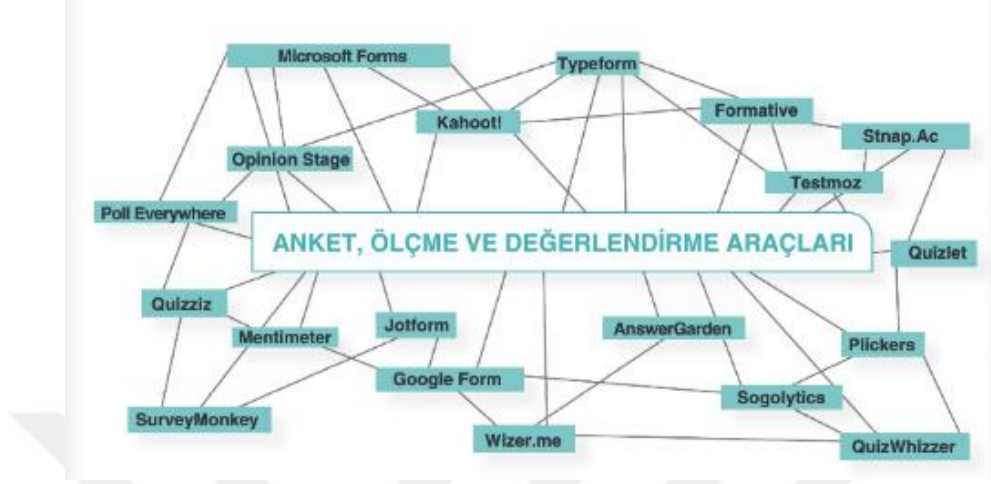 Microsoft Forms
Typeform
Kahoot!
Formative
Stnap.Ac
Opinion Stage
Testmoz
Poll Everywhere
ANKET, ÖLÇME VE DEĞERLENDİRME ARAÇLARI
Quizlet
Quizziz
Mentimeter
Jotform
AnswerGarden
Plickers
Google Form
Sogolytics
SurveyMonkey
Wizer.me
QuizWhizzer